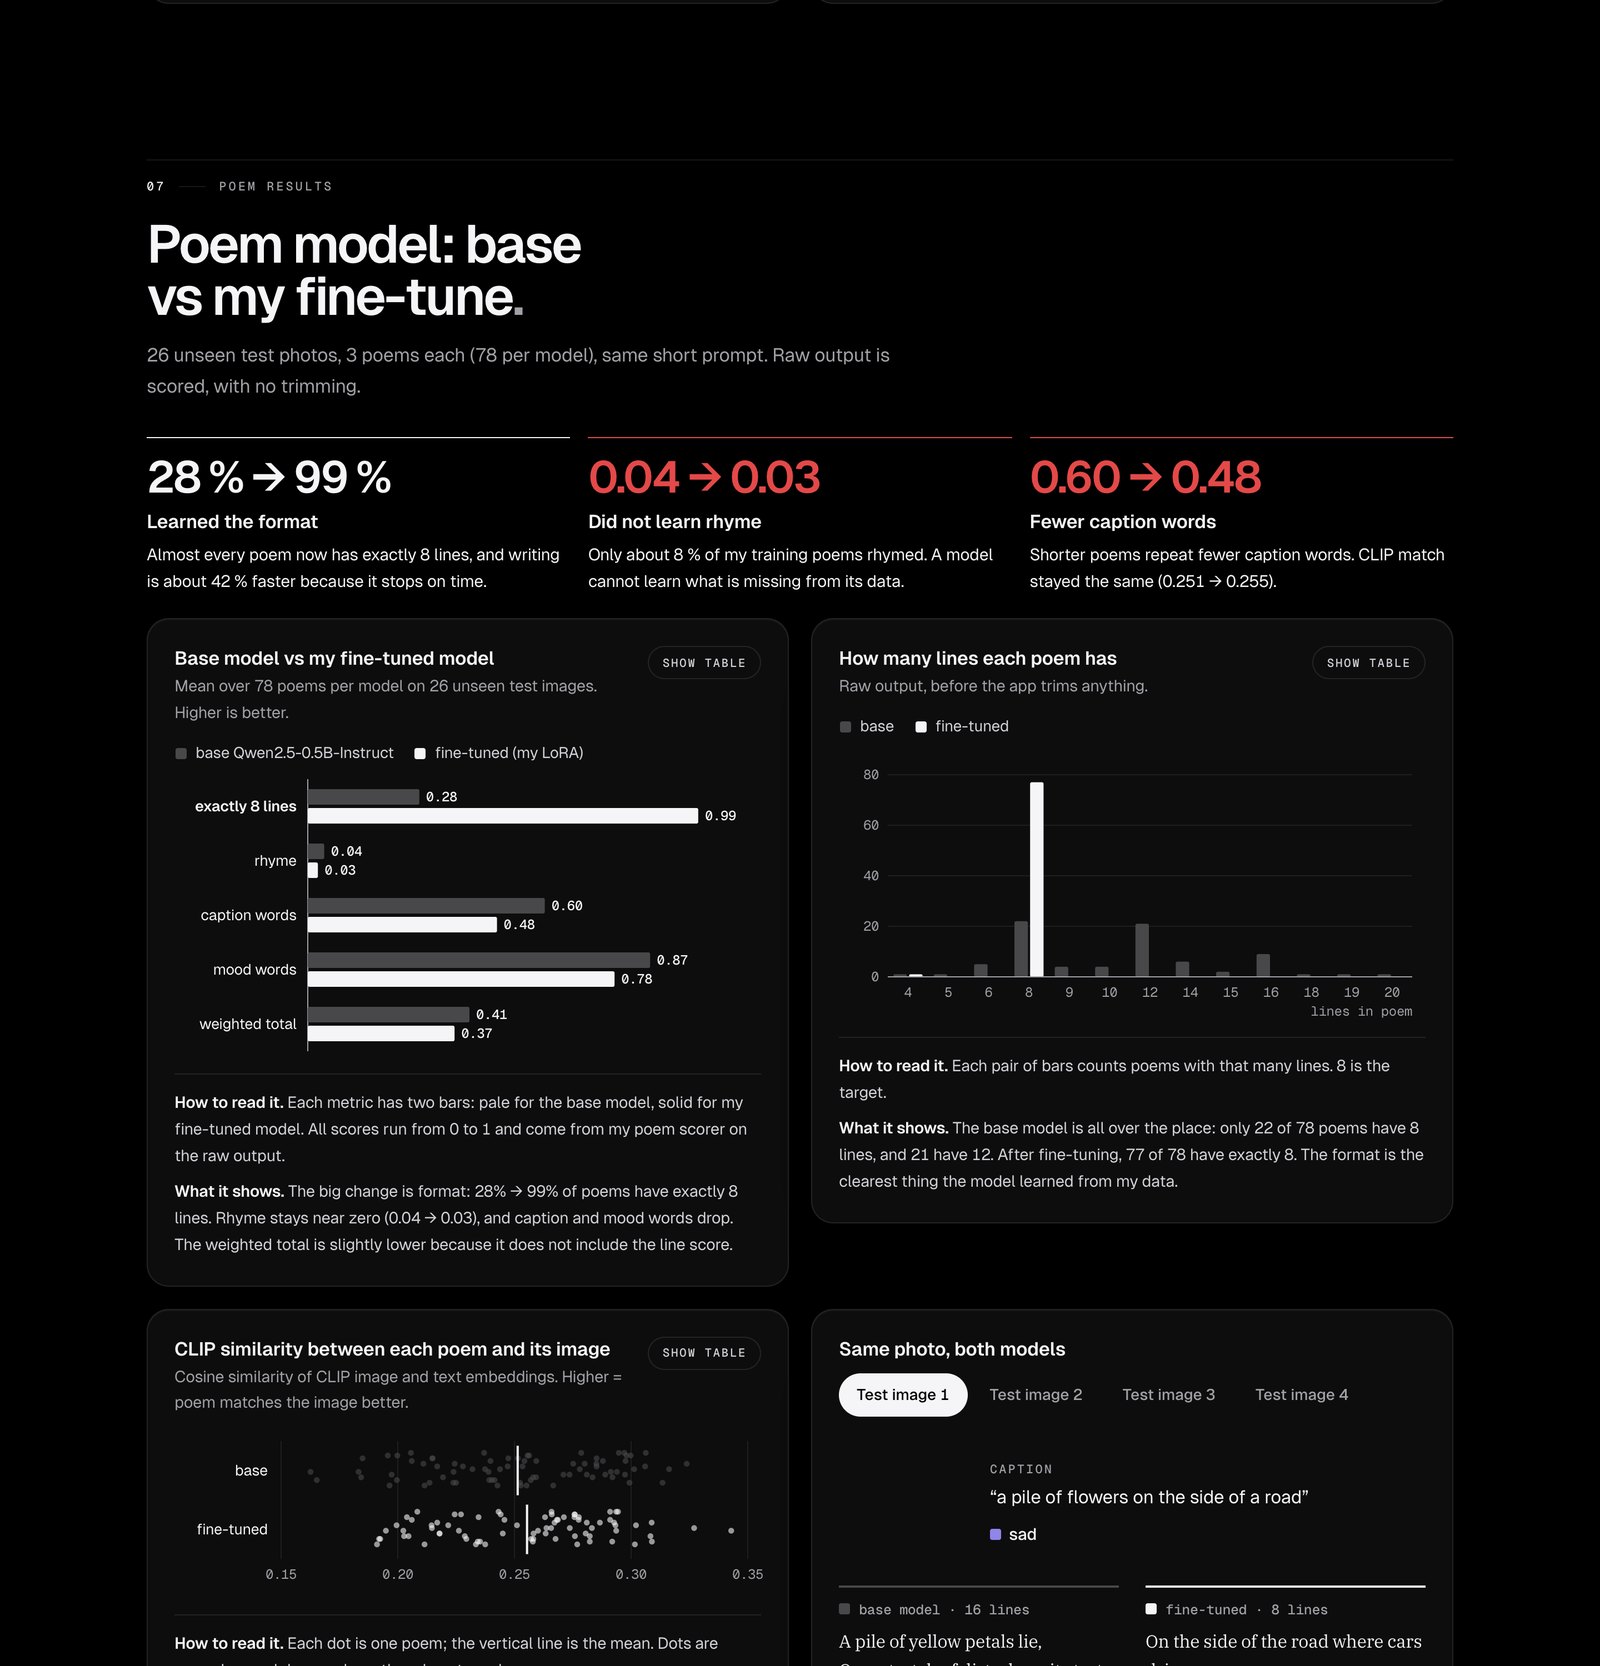 07 POEM RESULTS
Poem model: base
vs my fine-tune.
26 unseen test photos, 3 poems each (78 per model), same short prompt. Raw output is
scored, with no trimming.
28 % → 99 %
Learned the format
Almost every poem now has exactly 8 lines, and writing
is about 42 % faster because it stops on time.
0.04 → 0.03
Did not learn rhyme
Only about 8 % of my training poems rhymed. A model
cannot learn what is missing from its data.
0.60 → 0.48
Fewer caption words
Shorter poems repeat fewer caption words. CLIP match
stayed the same (0.251 → 0.255).
Base model vs my fine-tuned model
SHOW TABLE
Mean over 78 poems per model on 26 unseen test images.
Higher is better.
base Qwen2.5-0.5B-Instruct fine-tuned (my LoRA)
exactly 8 lines 0.28
0.99
rhyme 0.04
0.03
caption words 0.60
0.48
mood words 0.87
0.78
weighted total 0.41
0.37
How to read it. Each metric has two bars: pale for the base model, solid for my
fine-tuned model. All scores run from 0 to 1 and come from my poem scorer on
the raw output.
What it shows. The big change is format: 28% → 99% of poems have exactly 8
lines. Rhyme stays near zero (0.04 → 0.03), and caption and mood words drop.
The weighted total is slightly lower because it does not include the line score.
How many lines each poem has
SHOW TABLE
Raw output, before the app trims anything.
base fine-tuned
80
60
40
20
0
4 5 6 8 9 10 12 14 15 16 18 19 20
lines in poem
How to read it. Each pair of bars counts poems with that many lines. 8 is the
target.
What it shows. The base model is all over the place: only 22 of 78 poems have 8
lines, and 21 have 12. After fine-tuning, 77 of 78 have exactly 8. The format is the
clearest thing the model learned from my data.
CLIP similarity between each poem and its image
SHOW TABLE
Cosine similarity of CLIP image and text embeddings. Higher =
poem matches the image better.
base
fine-tuned
0.15 0.20 0.25 0.30 0.35
How to read it. Each dot is one poem; the vertical line is the mean. Dots are
Same photo, both models
Test image 1 Test image 2 Test image 3 Test image 4
CAPTION
“a pile of flowers on the side of a road”
sad
base model · 16 lines
A pile of yellow petals lie,
fine-tuned · 8 lines
On the side of the road where cars